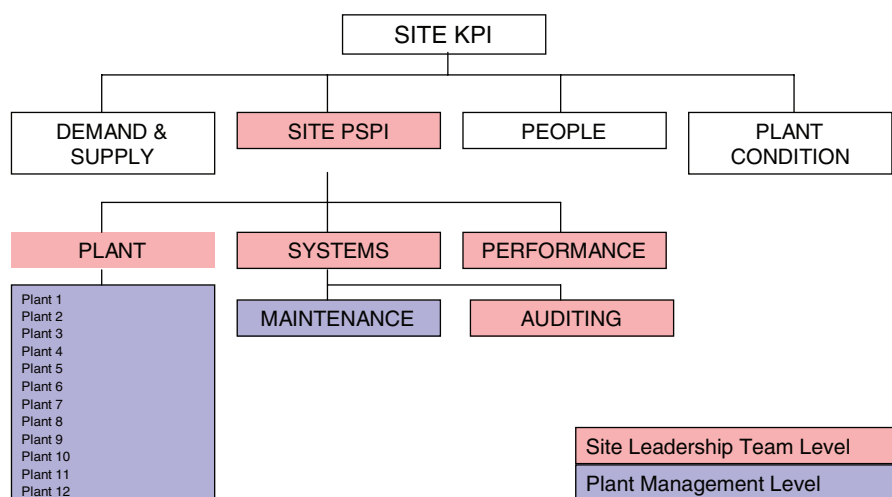 SITE KPI
DEMAND &
SUPPLY
SITE PSPI
PEOPLE
PLANT
CONDITION
PLANT
SYSTEMS
PERFORMANCE
Plant 1
Plant 2
Plant 3
Plant 4
Plant 5
Plant 6
Plant 7
Plant 8
Plant 9
Plant 10
Plant 11
Plant 12
MAINTENANCE
AUDITING
Site Leadership Team Level
Plant Management Level